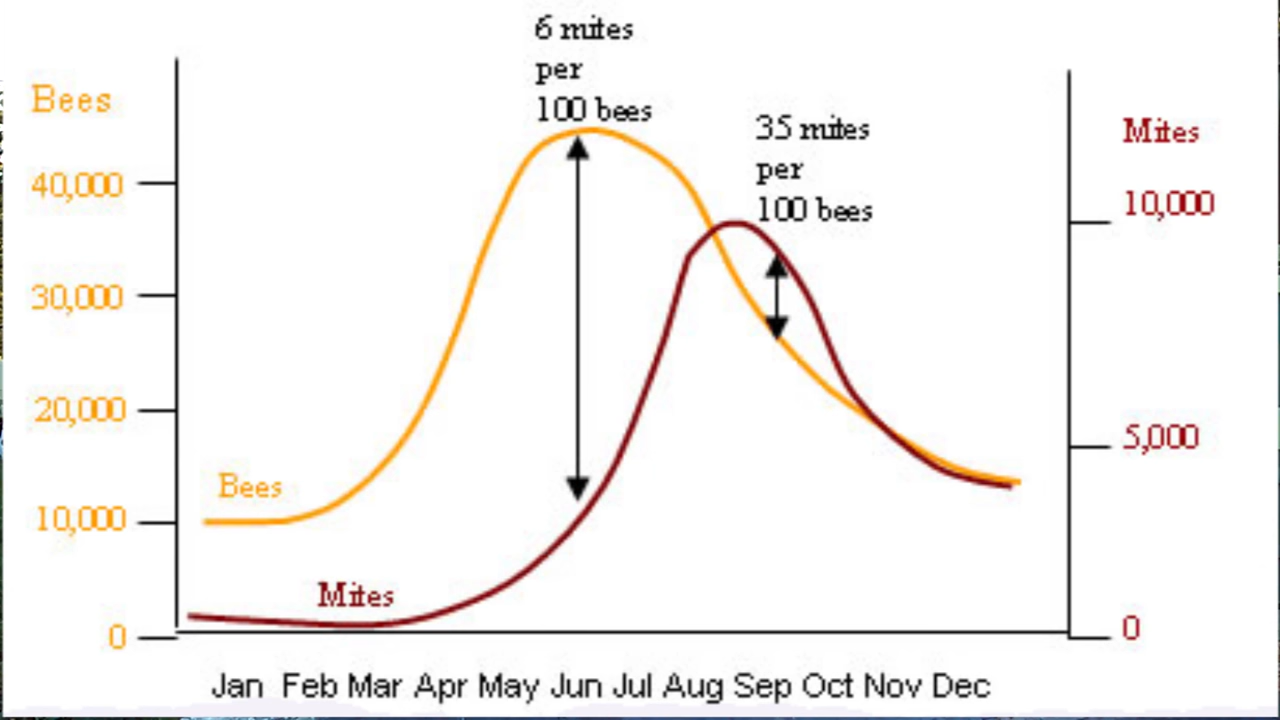 6 mites
per
100 bees
35 mites
per
100 bees
Bees
40,000
30,000
20,000
10,000
0
Mites
10,000
5,000
0
Bees
Mites
Jan Feb Mar Apr May Jun Jul Aug Sep Oct Nov Dec